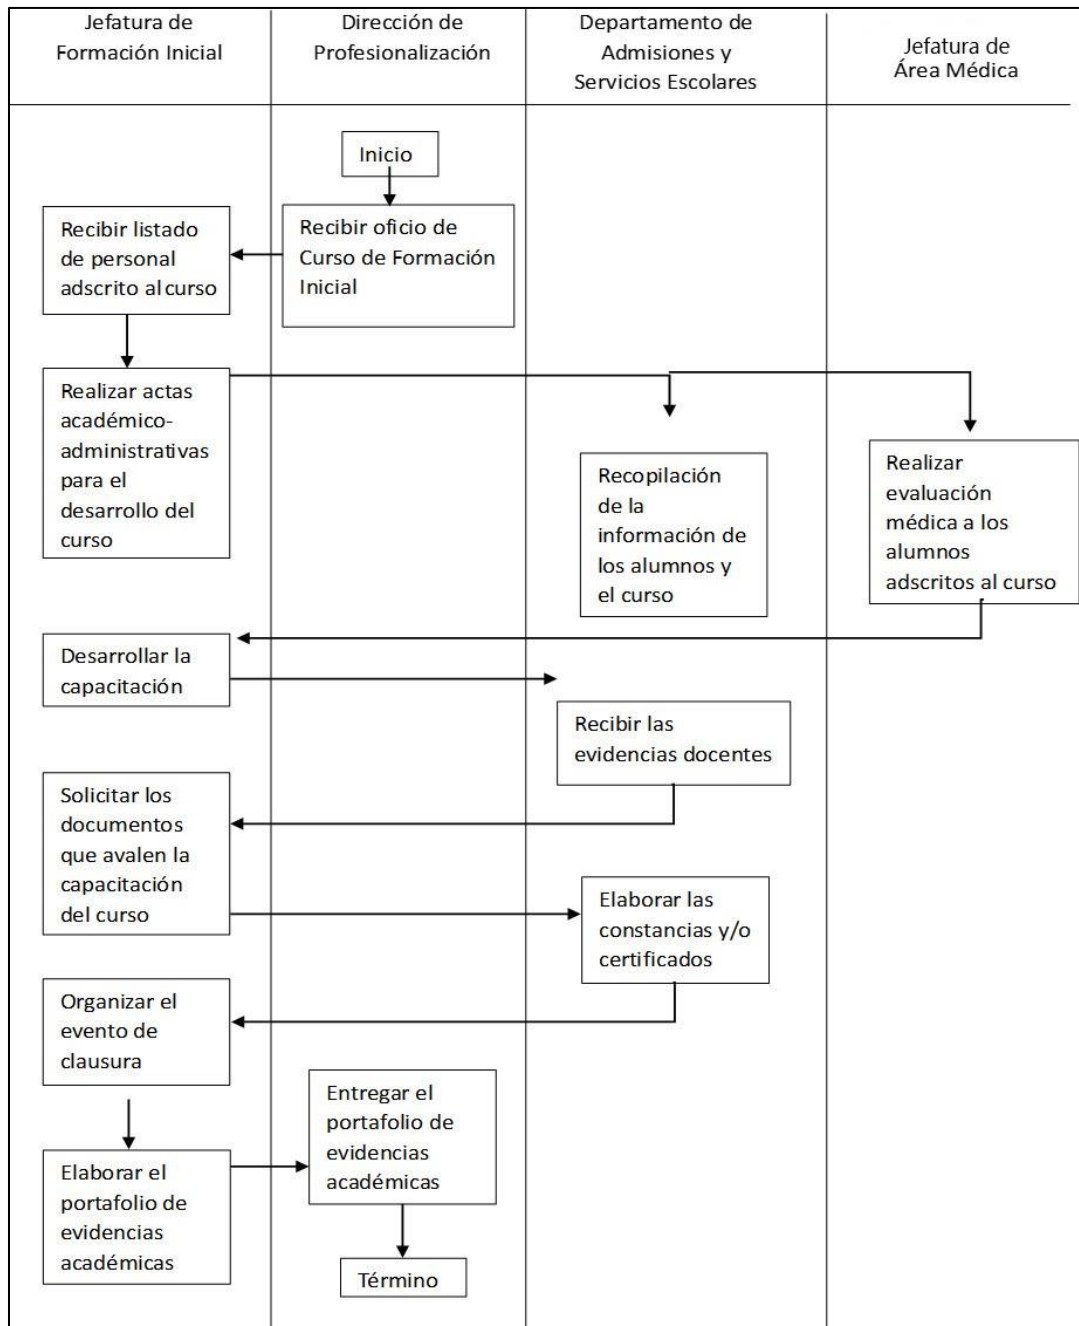 Jefatura de
Formación Inicial
Dirección de
Profesionalización
Departamento de
Admisiones y
Servicios Escolares
Jefatura de
Área Médica
Inicio
Recibir oficio de
Curso de Formación
Inicial
Recibir listado
de personal
adscrito al curso
Realizar actas
académico-
administrativas
para el
desarrollo del
curso
Recopilación
de la
información de
los alumnos y
el curso
Realizar
evaluación
médica a los
alumnos
adscritos al curso
Desarrollar la
capacitación
Recibir las
evidencias docentes
Solicitar los
documentos
que avalen la
capacitación
del curso
Elaborar las
constancias y/o
certificados
Organizar el
evento de
clausura
Elaborar el
portafolio de
evidencias
académicas
Entregar el
portafolio de
evidencias
académicas
Término